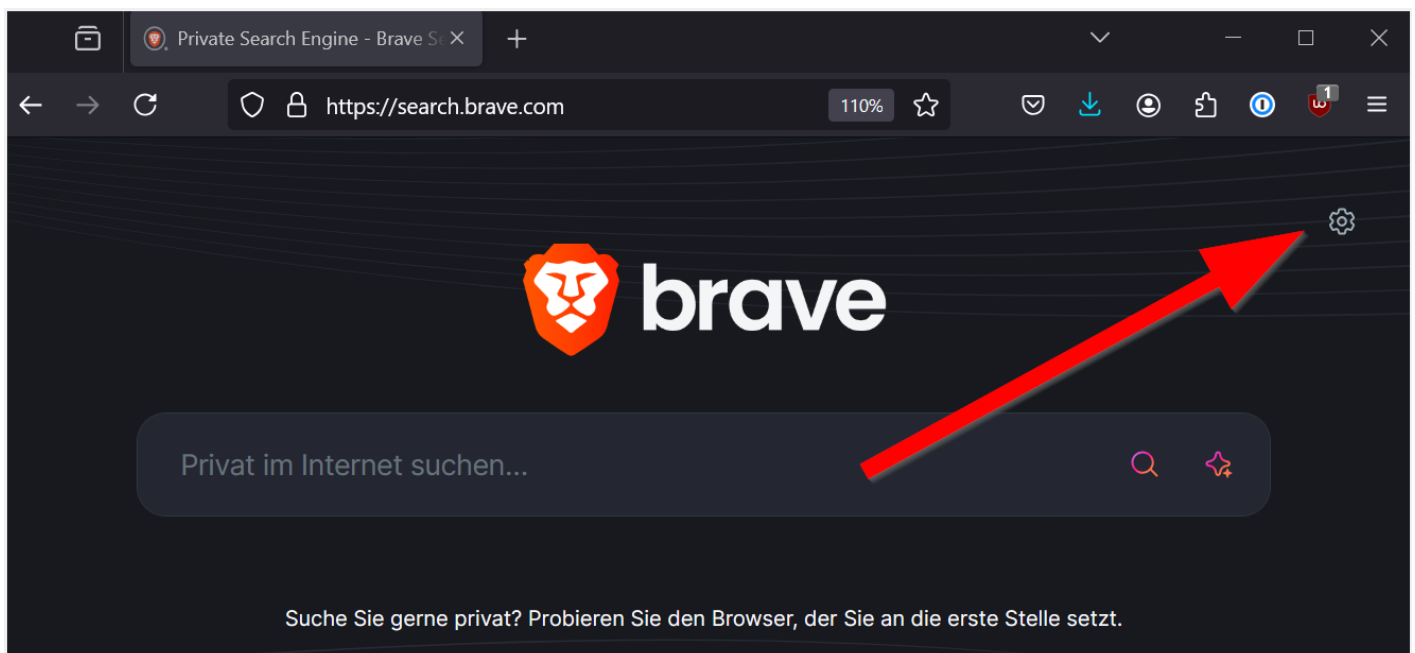 Private Search Engine - Brave Se
https://search.brave.com
110%
1
brave
Privat im Internet suchen...
Suche Sie gerne privat? Probieren Sie den Browser, der Sie an die erste Stelle setzt.